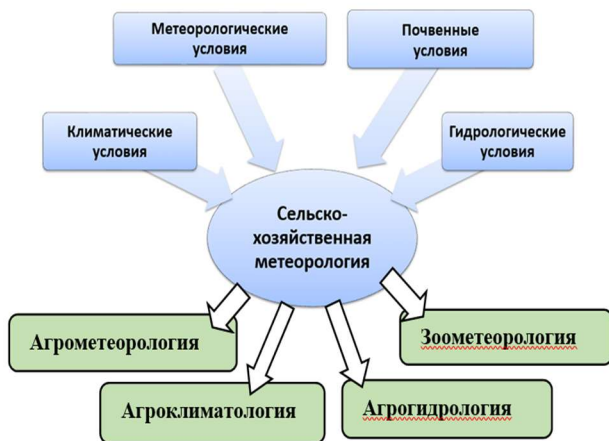 Метеорологические
условия
Почвенные
условия
Климатические
условия
Гидрологические
условия
Сельско-
хозяйственная
метеорология
Агрометеорология
Зоометеорология
Агроклиматология
Агрогидрология